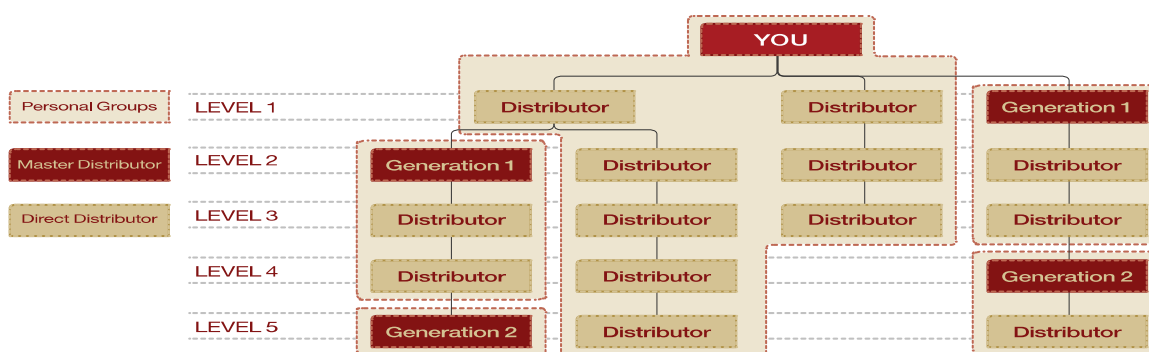 YOU
Personal Groups
LEVEL 1
Distributor
Distributor
Generation 1
Master Distributor
LEVEL 2
Generation 1
Distributor
Distributor
Distributor
Direct Distributor
LEVEL 3
Distributor
Distributor
Distributor
Distributor
LEVEL 4
Distributor
Distributor
Generation 2
LEVEL 5
Generation 2
Distributor
Distributor